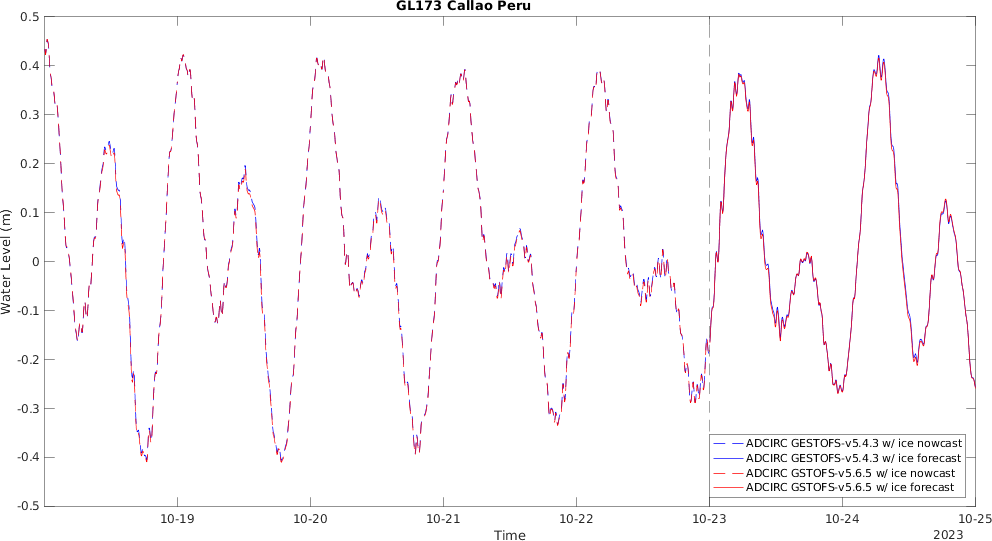 GL173 Callao Peru
0.5
0.4
0.3
0.2
0.1
0
-0.1
-0.2
-0.3
-0.4
-0.5
Water Level (m)
10-19
10-20
10-21
10-22
10-23
10-24
10-25
Time
2023
ADCIRC GESTOFS-v5.4.3 w/ ice nowcast
ADCIRC GESTOFS-v5.4.3 w/ ice forecast
ADCIRC GSTOFS-v5.6.5 w/ ice nowcast
ADCIRC GSTOFS-v5.6.5 w/ ice forecast